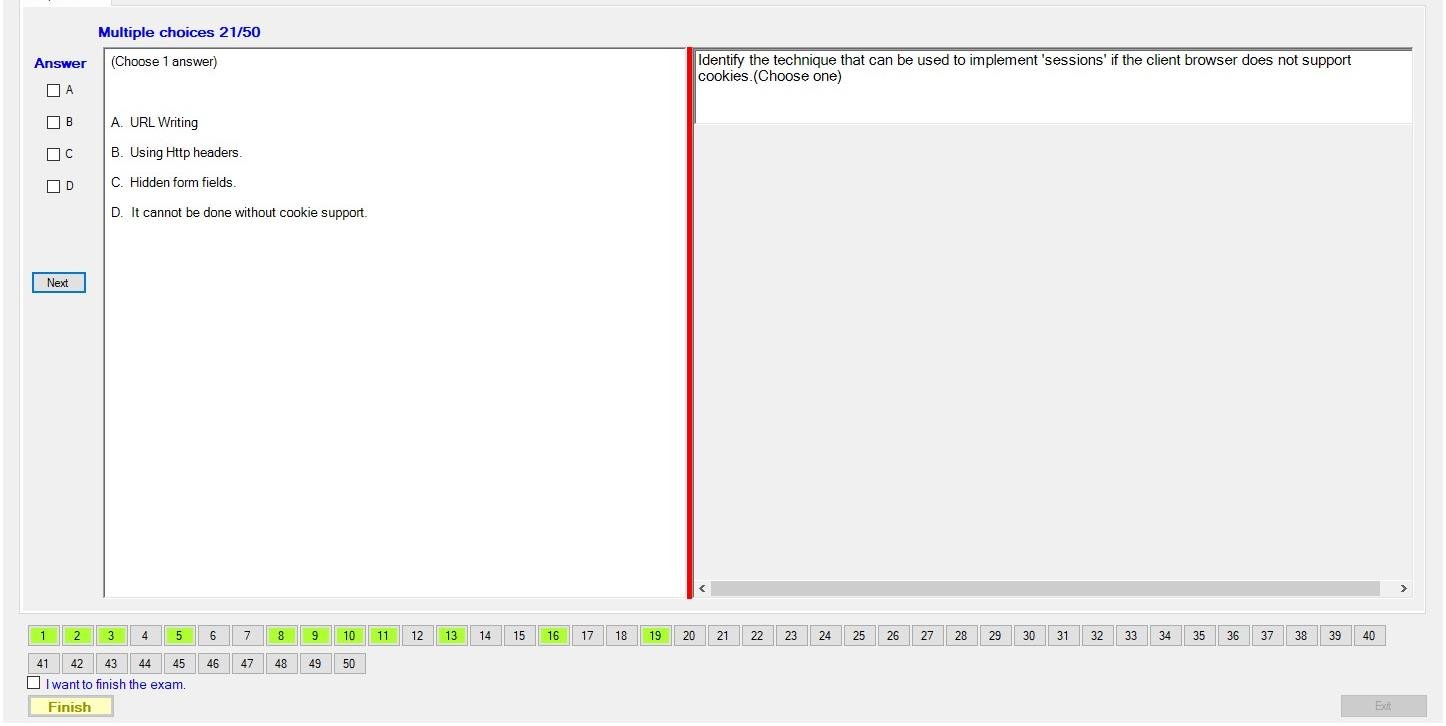 Multiple choices 21/50
Answer
A
B
C
D
Next
(Choose 1 answer)
A. URL Writing
B. Using Http headers.
C. Hidden form fields.
D. It cannot be done without cookie support.
Identify the technique that can be used to implement 'sessions' if the client browser does not support
cookies.(Choose one)
1 2 3 4 5 6 7 8 9 10 11 12 13 14 15 16 17 18 19 20 21 22 23 24 25 26 27 28 29 30 31 32 33 34 35 36 37 38 39 40
41 42 43 44 45 46 47 48 49 50
I want to finish the exam.
Finish
Exit